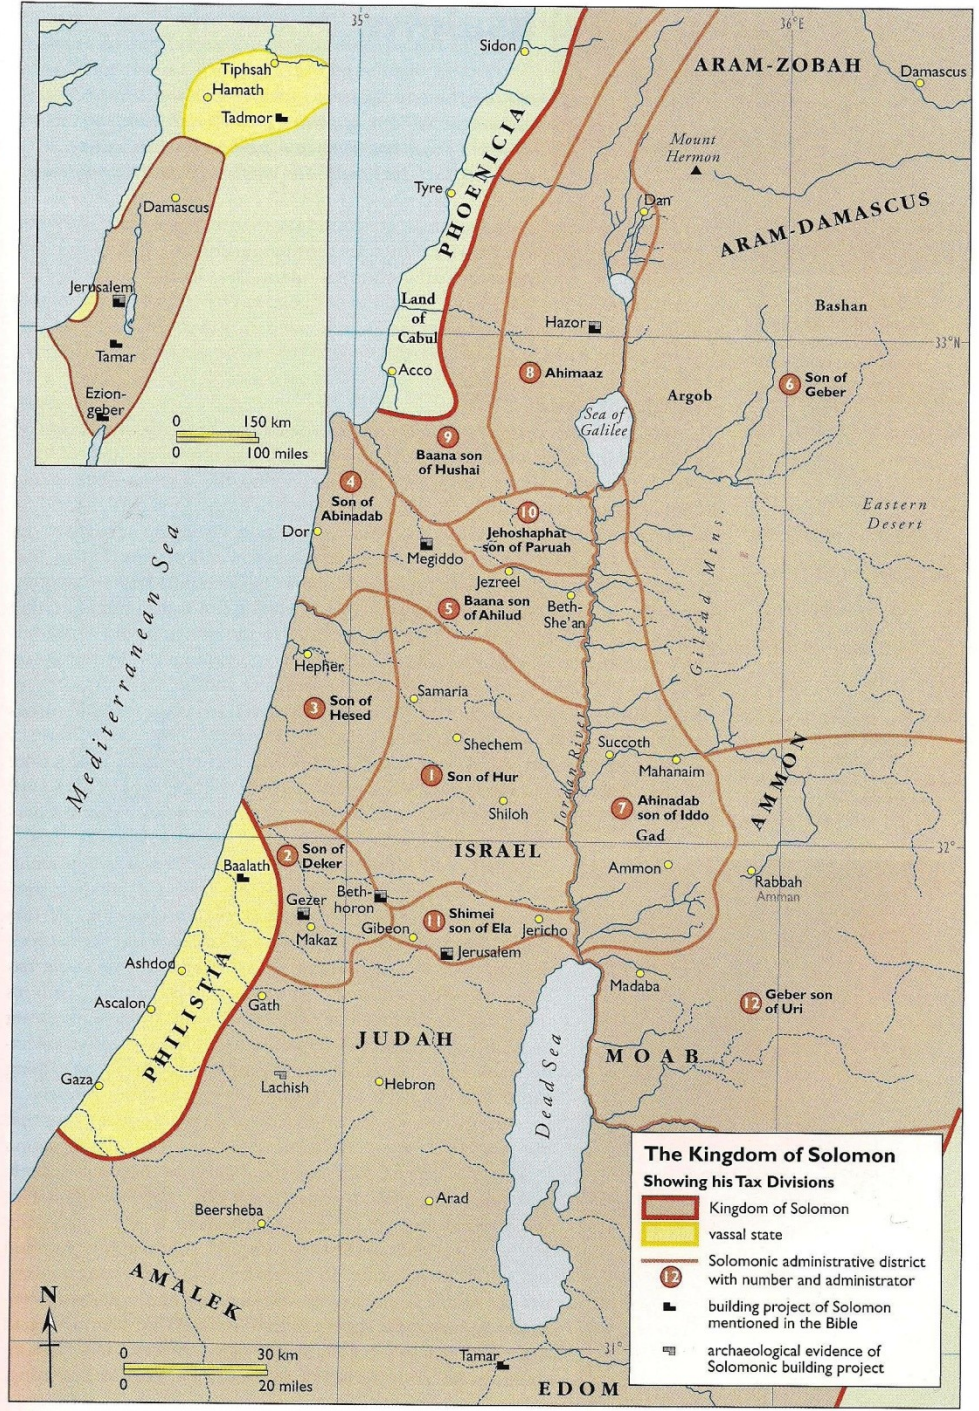 35°
36°E
Tiphsah
Hamath
Tadmor
Damascus
Jerusalem
Tamar
Ezion-
geber
0 150 km
0 100 miles
Sidon
ARAM-ZOBAH
Damascus
Mount
Hermon
Tyre
PHOENICIA
Dan
ARAM-DAMASCUS
Land
of
Cabul
Hazor
Bashan
33°N
Acco
8 Ahimaaz
Argob
6 Son of
Geber
Sea of
Galilee
9
Baana son
of Hushai
4
Son of
Abinadab
Eastern
Desert
10
Jehoshaphat
son of Paruah
Dor
Megiddo
Jezreel
Mediterranean Sea
5 Baana son
of Ahilud
Beth-
She'an
Gilead Mtns.
Hepher
Samaria
3 Son of
Hesed
Shechem
Jordan River
Succoth
Mahanaim
AMMON
1 Son of Hur
Shiloh
7 Ahinadab
son of Iddo
Gad
2 Son of
Deker
ISRAEL
32°
Baalath
Ammon
Rabbah
Amman
Gezer
Beth-
horon
11 Shimei
son of Ela
Makaz
Gibeon
Jericho
Jerusalem
Ashdod
PHILISTIA
Madaba
Ascalon
Gath
12 Geber son
of Uri
JUDAH
MOAB
Dead Sea
Gaza
Lachish
Hebron
Arad
Beersheba
AMALEK
N
0 30 km
0 20 miles
Tamar
31°
EDOM
The Kingdom of Solomon
Showing his Tax Divisions
Kingdom of Solomon
vassal state
Solomonic administrative district
12 with number and administrator
building project of Solomon
mentioned in the Bible
archaeological evidence of
Solomonic building project